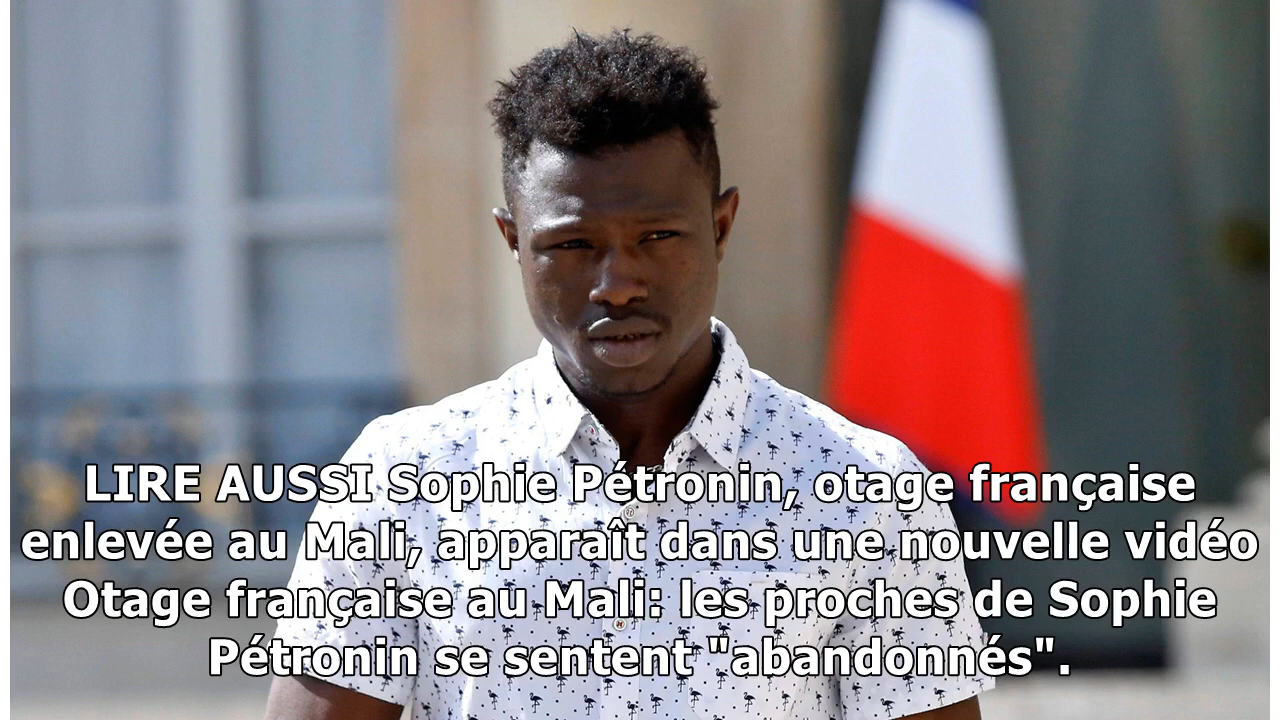 LIRE AUSSI Sophie Pétronin, otage française
enlevée au Mali, apparaît dans une nouvelle vidéo
Otage française au Mali: les proches de Sophie
Pétronin se sentent "abandonnés".